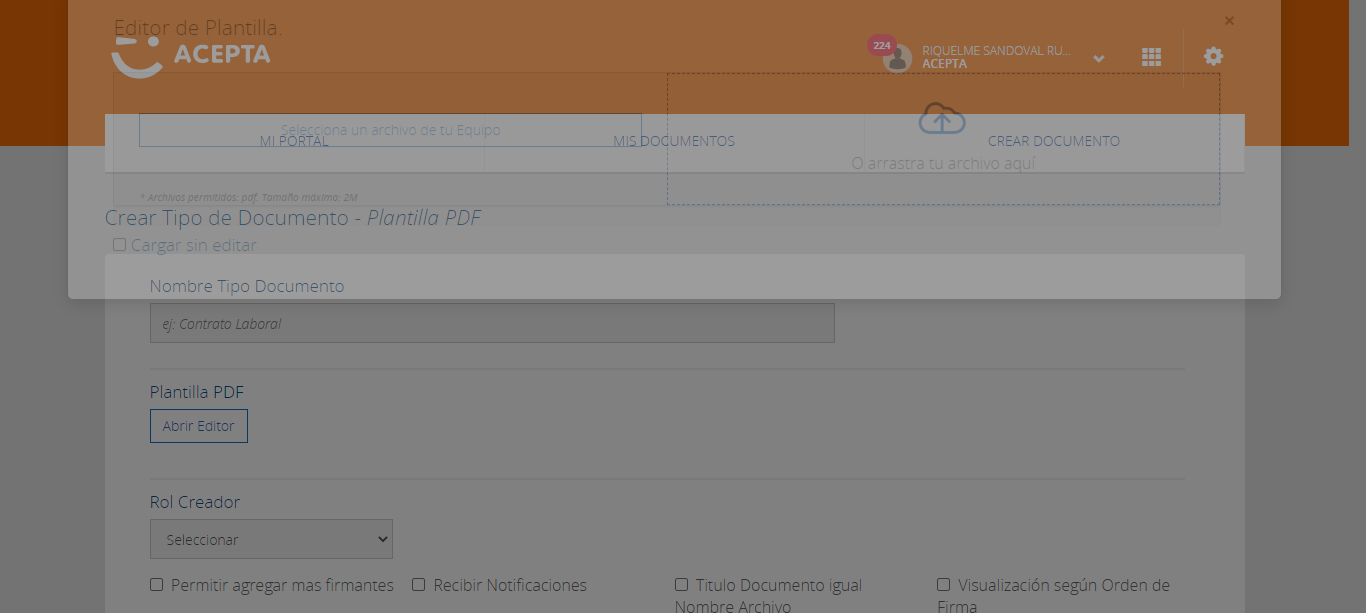 Editor de Plantilla.
×
ACEPTA
224
RIQUELME SANDOVAL RU...
ACEPTA
Selecciona un archivo de tu Equipo
MI PORTAL
MIS DOCUMENTOS
CREAR DOCUMENTO
O arrastra tu archivo aquí
* Archivos permitidos: pdf. Tamaño máximo: 2M
Crear Tipo de Documento - Plantilla PDF
Cargar sin editar
Nombre Tipo Documento
ej: Contrato Laboral
Plantilla PDF
Abrir Editor
Rol Creador
Seleccionar
Permitir agregar mas firmantes
Recibir Notificaciones
Titulo Documento igual
Nombre Archivo
Visualización según Orden de
Firma